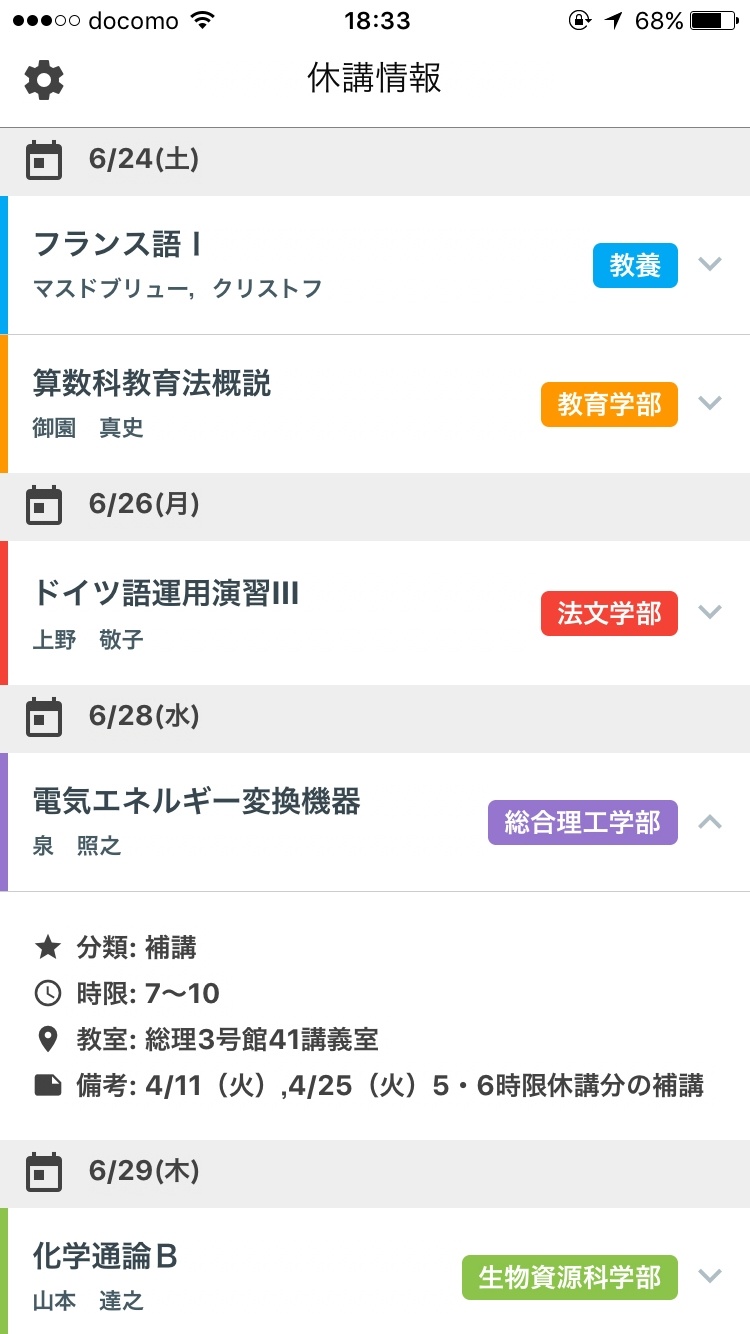 docomo 18:33 68%
休講情報
6/24(土)
フランス語Ⅰ
マスドブリュー，クリストフ
教養
算数科教育法概説
御園　真史
教育学部
6/26(月)
ドイツ語運用演習III
上野　敬子
法文学部
6/28(水)
電気エネルギー変換機器
泉　照之
総合理工学部
分類: 補講
時限: 7〜10
教室: 総理3号館41講義室
備考: 4/11（火）,4/25（火）5・6時限休講分の補講
6/29(木)
化学通論Ｂ
山本　達之
生物資源科学部